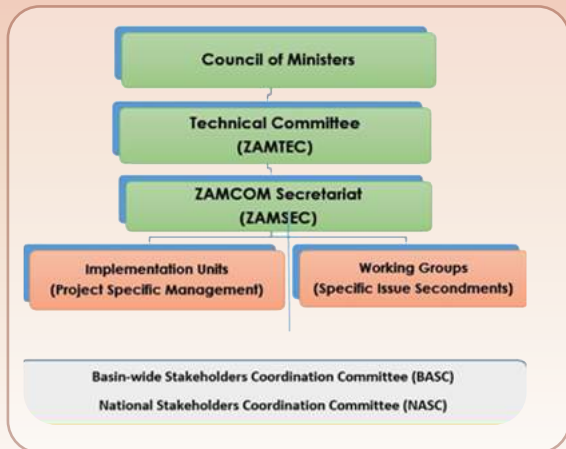 Council of Ministers
Technical Committee
(ZAMTEC)
ZAMCOM Secretariat
(ZAMSEC)
Implementation Units
(Project Specific Management)
Working Groups
(Specific Issue Secondments)
Basin-wide Stakeholders Coordination Committee (BASC)
National Stakeholders Coordination Committee (NASC)